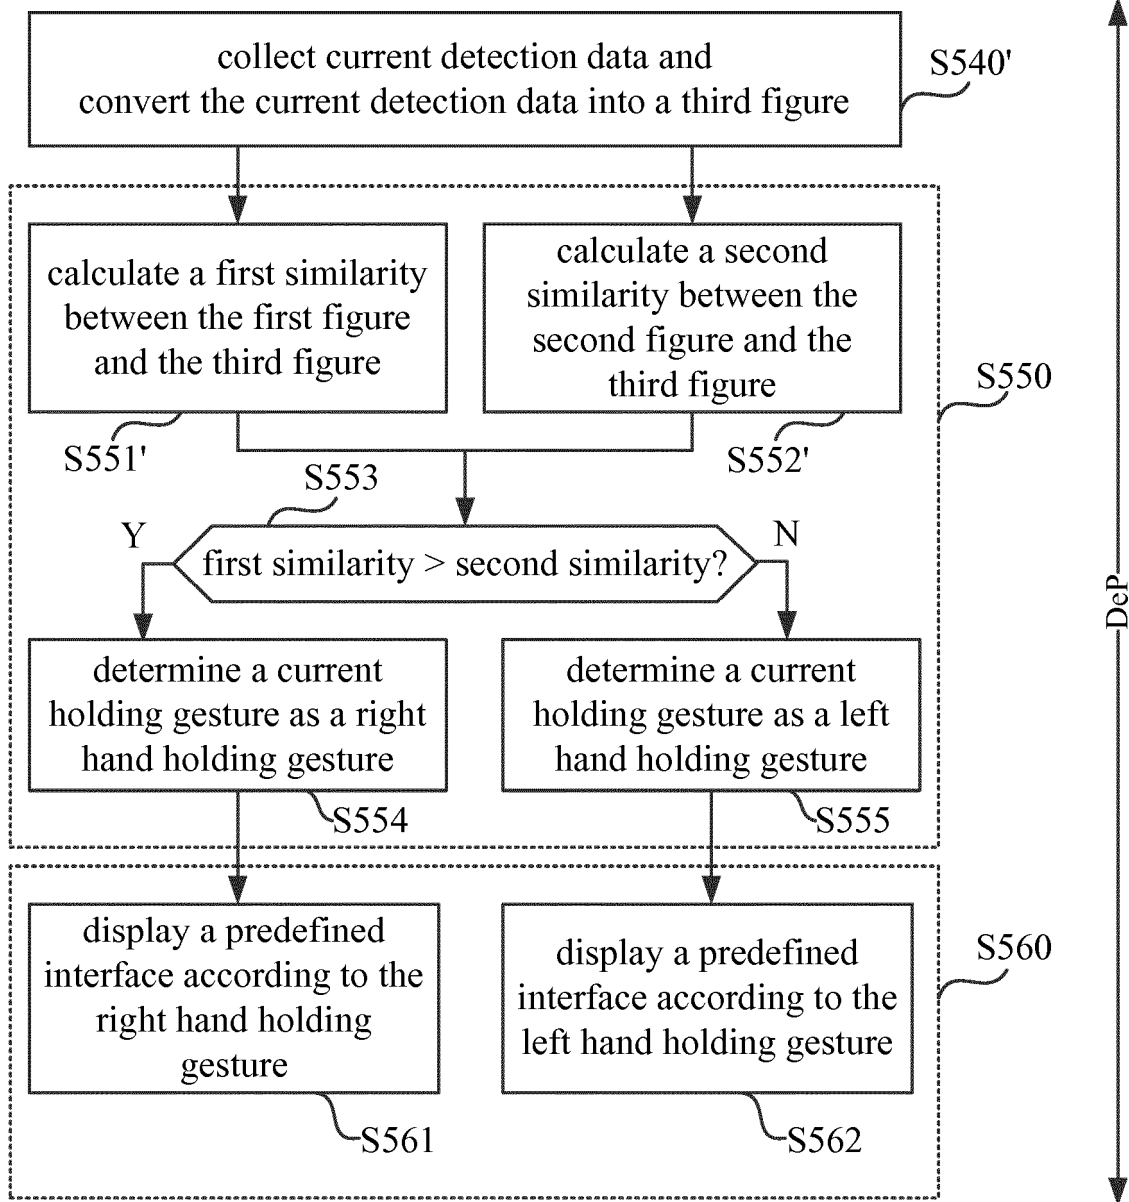 collect current detection data and
convert the current detection data into a third figure
S540'
calculate a first similarity
between the first figure
and the third figure
S551'
calculate a second
similarity between the
second figure and the
third figure
S552'
S550
S553
Y
first similarity > second similarity?
N
determine a current
holding gesture as a right
hand holding gesture
S554
determine a current
holding gesture as a left
hand holding gesture
S555
DeP
display a predefined
interface according to the
right hand holding
gesture
S561
display a predefined
interface according to the
left hand holding gesture
S562
S560